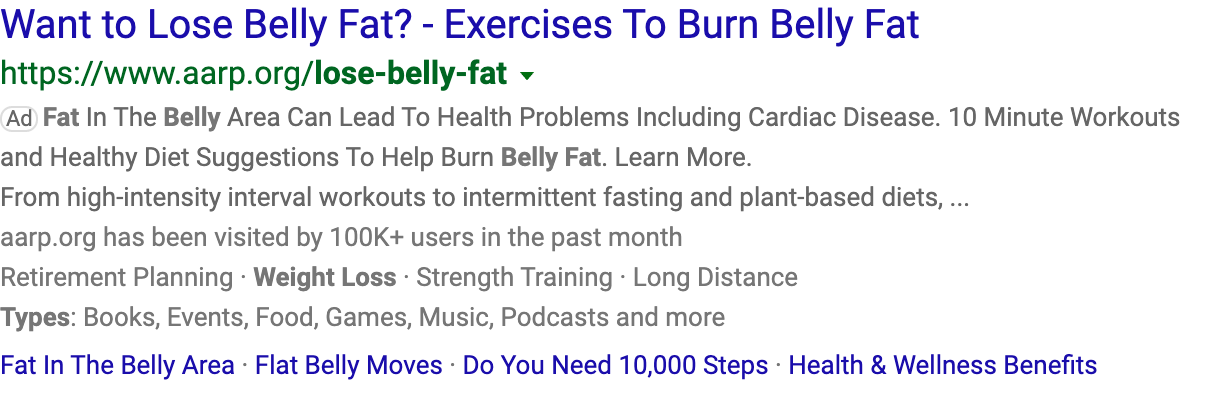 Want to Lose Belly Fat? - Exercises To Burn Belly Fat
https://www.aarp.org/lose-belly-fat
Ad Fat In The Belly Area Can Lead To Health Problems Including Cardiac Disease. 10 Minute Workouts
and Healthy Diet Suggestions To Help Burn Belly Fat. Learn More.
From high-intensity interval workouts to intermittent fasting and plant-based diets, ...
aarp.org has been visited by 100K+ users in the past month
Retirement Planning · Weight Loss · Strength Training · Long Distance
Types: Books, Events, Food, Games, Music, Podcasts and more
Fat In The Belly Area · Flat Belly Moves · Do You Need 10,000 Steps · Health & Wellness Benefits